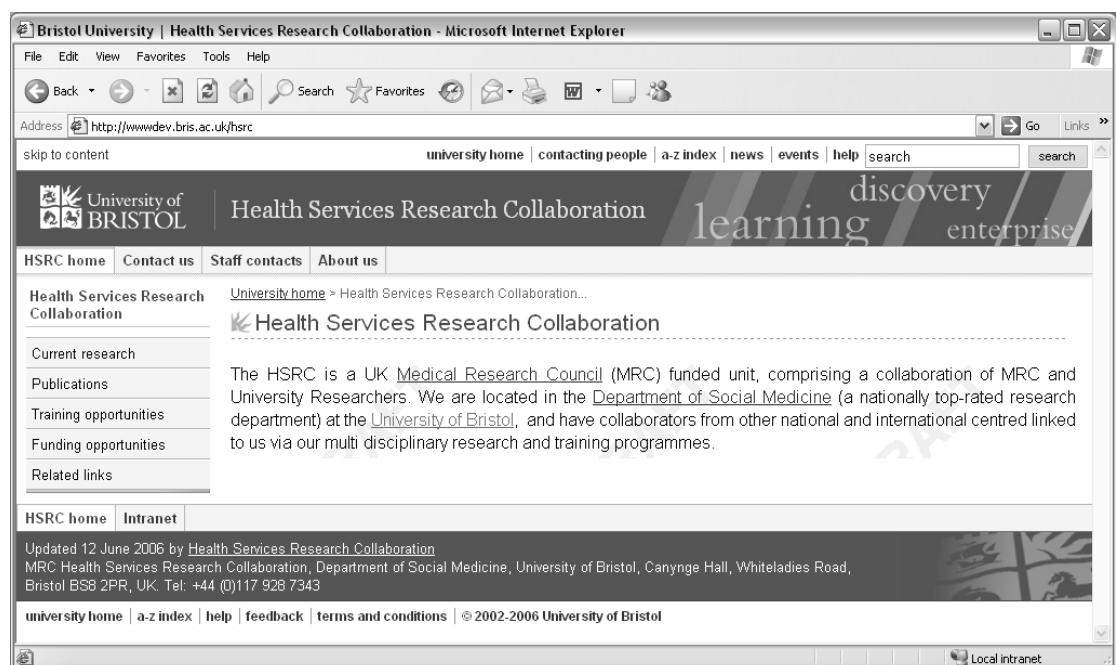 Bristol University | Health Services Research Collaboration - Microsoft Internet Explorer
File Edit View Favorites Tools Help
Back Search Favorites
Address http://wwwdev.bris.ac.uk/hsrc Go Links »
skip to content university home | contacting people | a-z index | news | events | help search search
University of BRISTOL Health Services Research Collaboration discovery learning enterprise
HSRC home Contact us Staff contacts About us
Health Services Research Collaboration
University home > Health Services Research Collaboration...
Health Services Research Collaboration
Current research
Publications
Training opportunities
Funding opportunities
Related links
The HSRC is a UK Medical Research Council (MRC) funded unit, comprising a collaboration of MRC and
University Researchers. We are located in the Department of Social Medicine (a nationally top-rated research
department) at the University of Bristol, and have collaborators from other national and international centred linked
to us via our multi disciplinary research and training programmes.
DRAFT DRAFT DRAFT
HSRC home Intranet
Updated 12 June 2006 by Health Services Research Collaboration
MRC Health Services Research Collaboration, Department of Social Medicine, University of Bristol, Canynge Hall, Whiteladies Road,
Bristol BS8 2PR, UK. Tel: +44 (0)117 928 7343
university home | a-z index | help | feedback | terms and conditions | © 2002-2006 University of Bristol
Local intranet